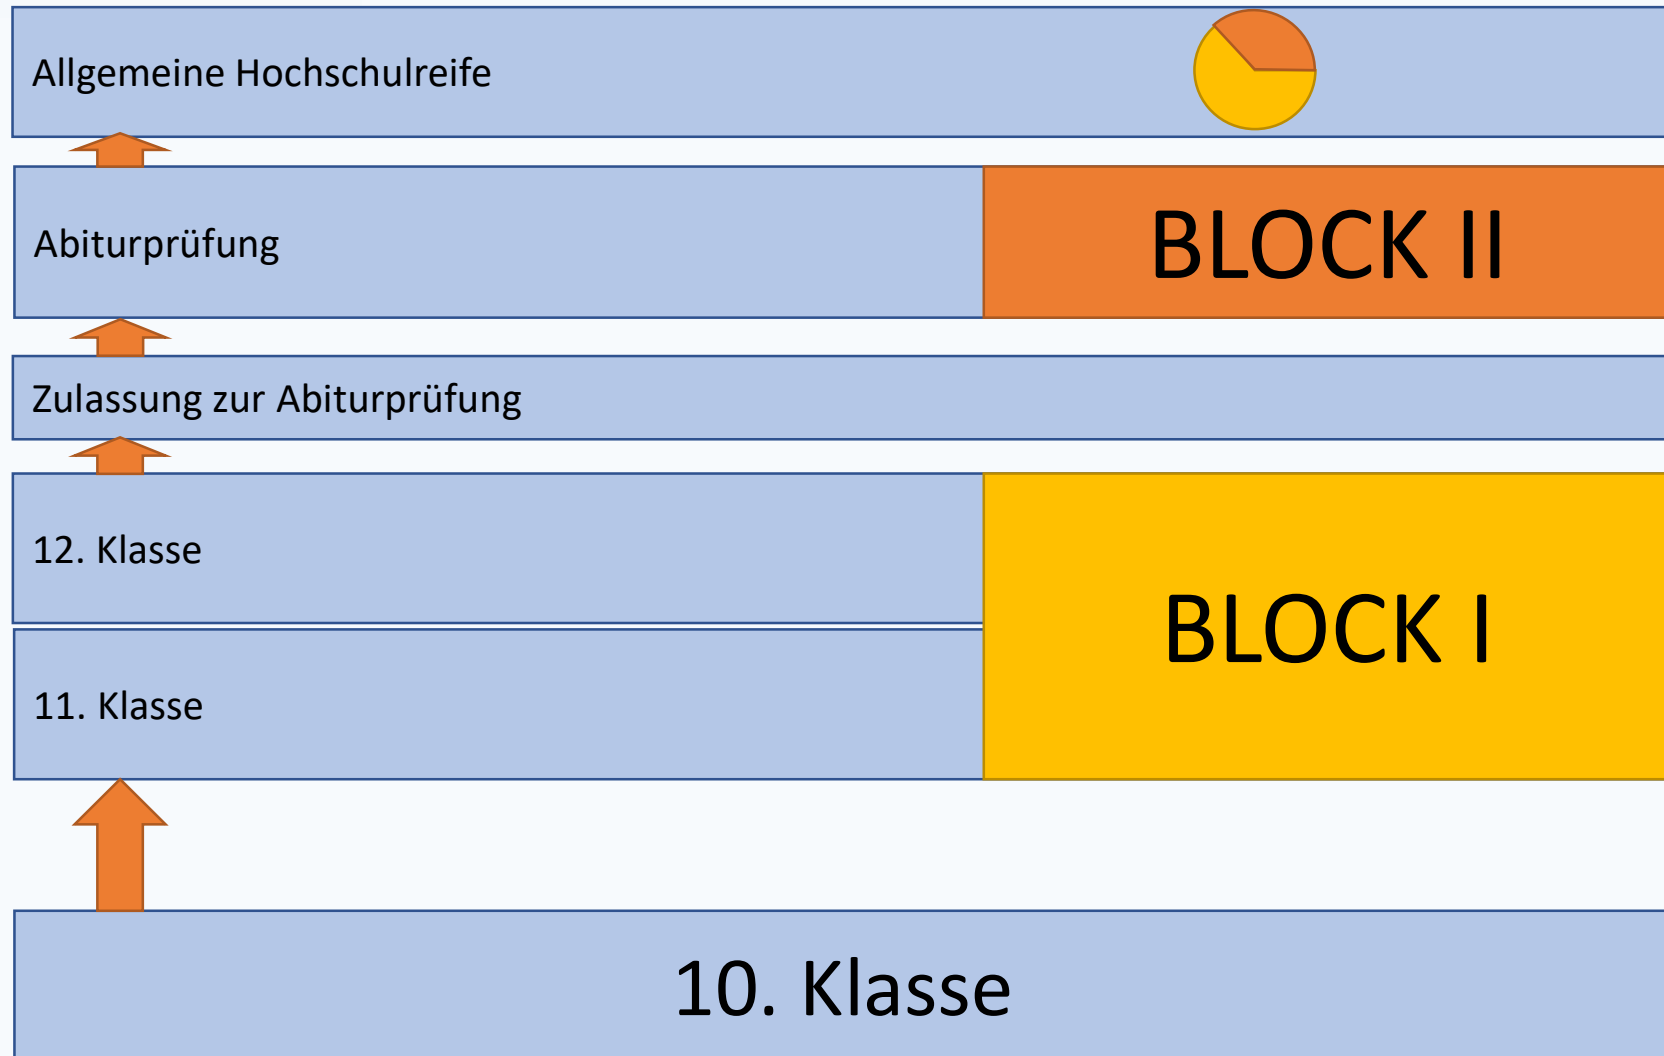 Allgemeine Hochschulreife
Abiturprüfung
BLOCK II
Zulassung zur Abiturprüfung
12. Klasse
BLOCK I
11. Klasse
10. Klasse